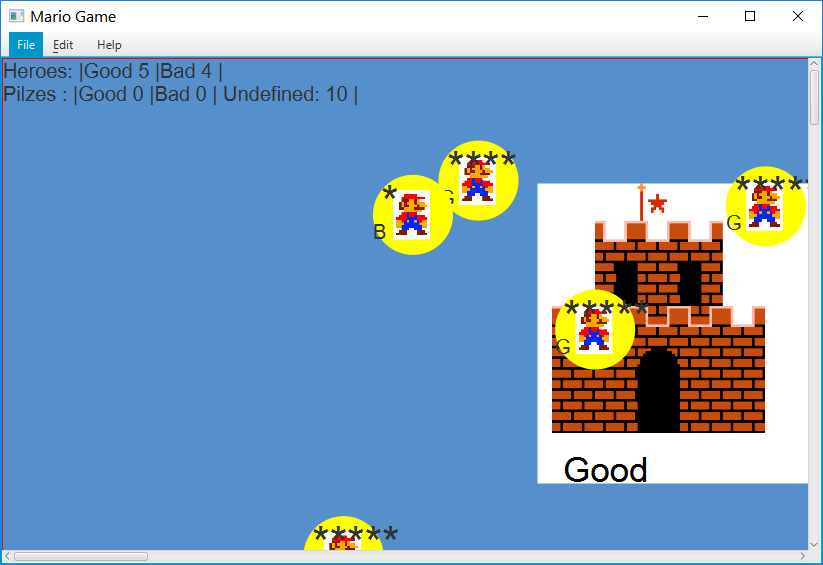 Mario Game
File Edit Help
Heroes: |Good 5 |Bad 4 |
Pilzes : |Good 0 |Bad 0 | Undefined: 10 |
****
*****
*
G
G
B
*****
G
Good
*****